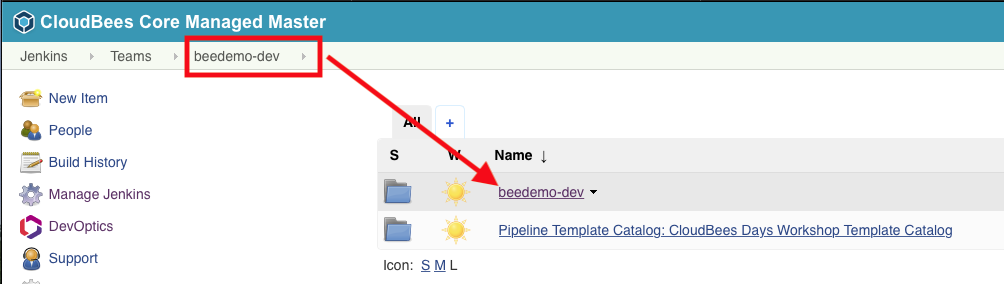 CloudBees Core Managed Master
Jenkins Teams beedemo-dev
New Item
People
Build History
Manage Jenkins
DevOptics
Support
All +
S W Name ↓
beedemo-dev
Pipeline Template Catalog: CloudBees Days Workshop Template Catalog
Icon: S M L